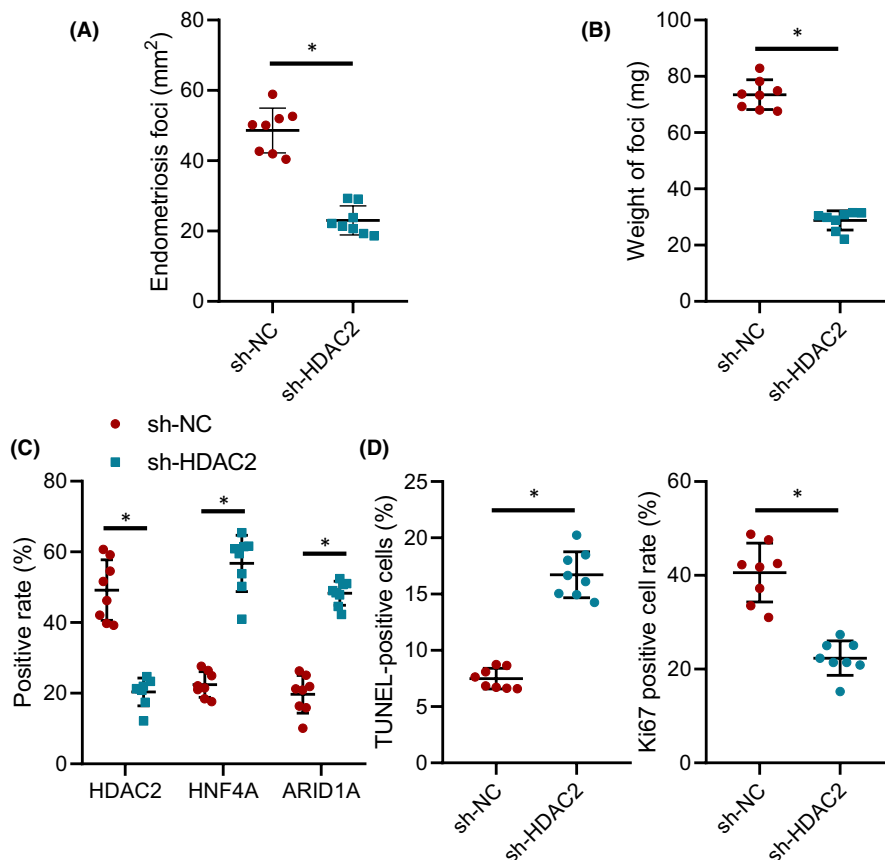 (A)
Endometriosis foci (mm²)
80
60
40
20
0
*
sh-NC
sh-HDAC2
(B)
Weight of foci (mg)
100
80
60
40
20
0
*
sh-NC
sh-HDAC2
(C)
sh-NC
sh-HDAC2
Positive rate (%)
80
60
40
20
0
*
*
*
HDAC2
HNF4A
ARID1A
(D)
TUNEL-positive cells (%)
25
20
15
10
5
0
*
sh-NC
sh-HDAC2
Ki67 positive cell rate (%)
60
40
20
0
*
sh-NC
sh-HDAC2